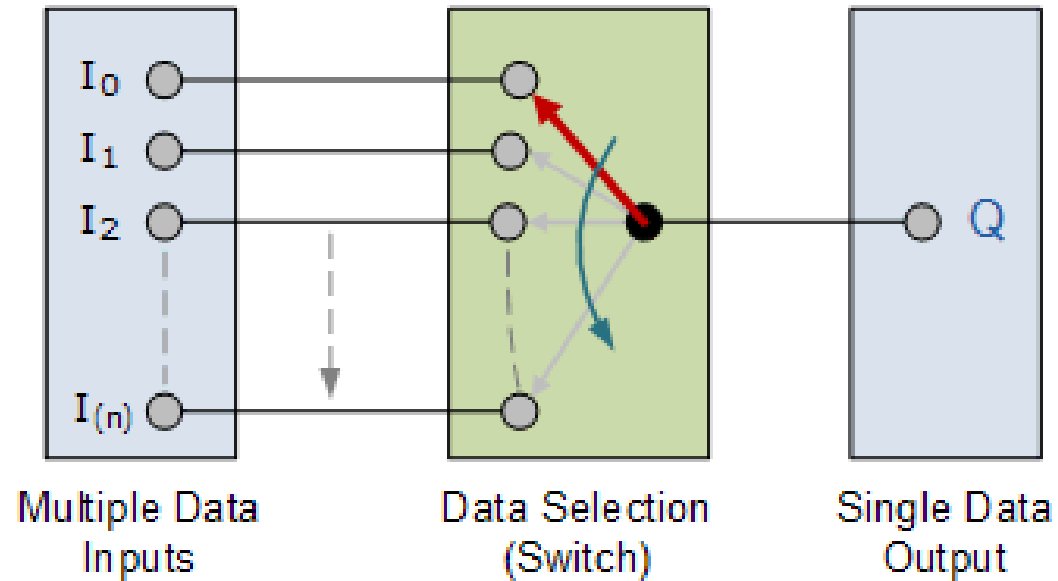 I0
I1
I2
I(n)
Q
Multiple Data
Inputs
Data Selection
(Switch)
Single Data
Output